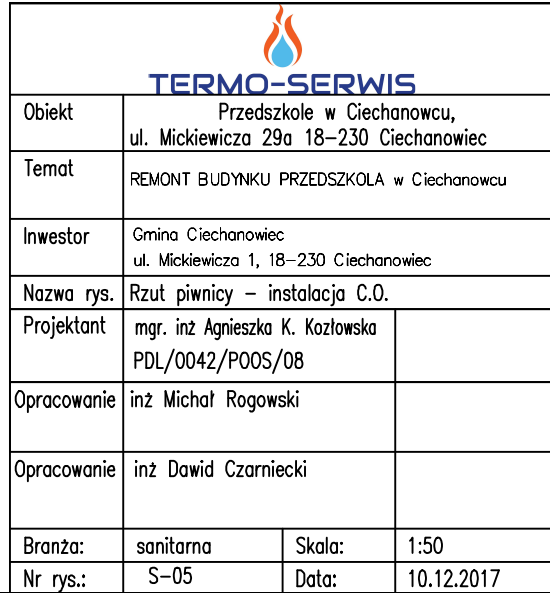 TERMO-SERWIS
Obiekt Przedszkole w Ciechanowcu,
ul. Mickiewicza 29a 18-230 Ciechanowiec
Temat REMONT BUDYNKU PRZEDSZKOLA w Ciechanowcu
Inwestor Gmina Ciechanowiec
ul. Mickiewicza 1, 18-230 Ciechanowiec
Nazwa rys. Rzut piwnicy - instalacja C.O.
Projektant mgr. inż Agnieszka K. Kozłowska
PDL/0042/POOS/08
Opracowanie inż Michał Rogowski
Opracowanie inż Dawid Czarniecki
Branża: sanitarna Skala: 1:50
Nr rys.: S-05 Data: 10.12.2017